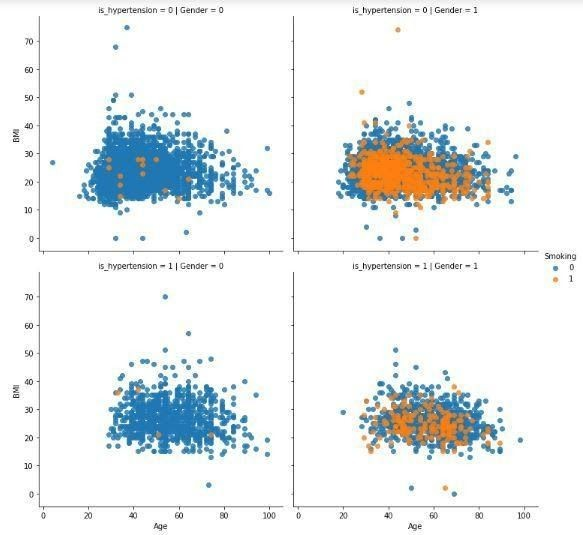 is_hypertension = 0 | Gender = 0
is_hypertension = 0 | Gender = 1
70
60
50
40
30
20
10
0
BMI
is_hypertension = 1 | Gender = 0
is_hypertension = 1 | Gender = 1
Smoking
0
1
70
60
50
40
30
20
10
0
BMI
0 20 40 60 80 100
0 20 40 60 80 100
Age
Age